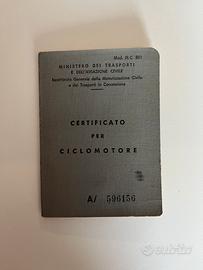 Mod. M.C 801
MINISTERO DEI TRASPORTI
E DELL'AVIAZIONE CIVILE
Ispettorato Generale della Motorizzazione Civile
e dei Trasporti in Concessione
CERTIFICATO
PER
CICLOMOTORE
A/ 596156
subito